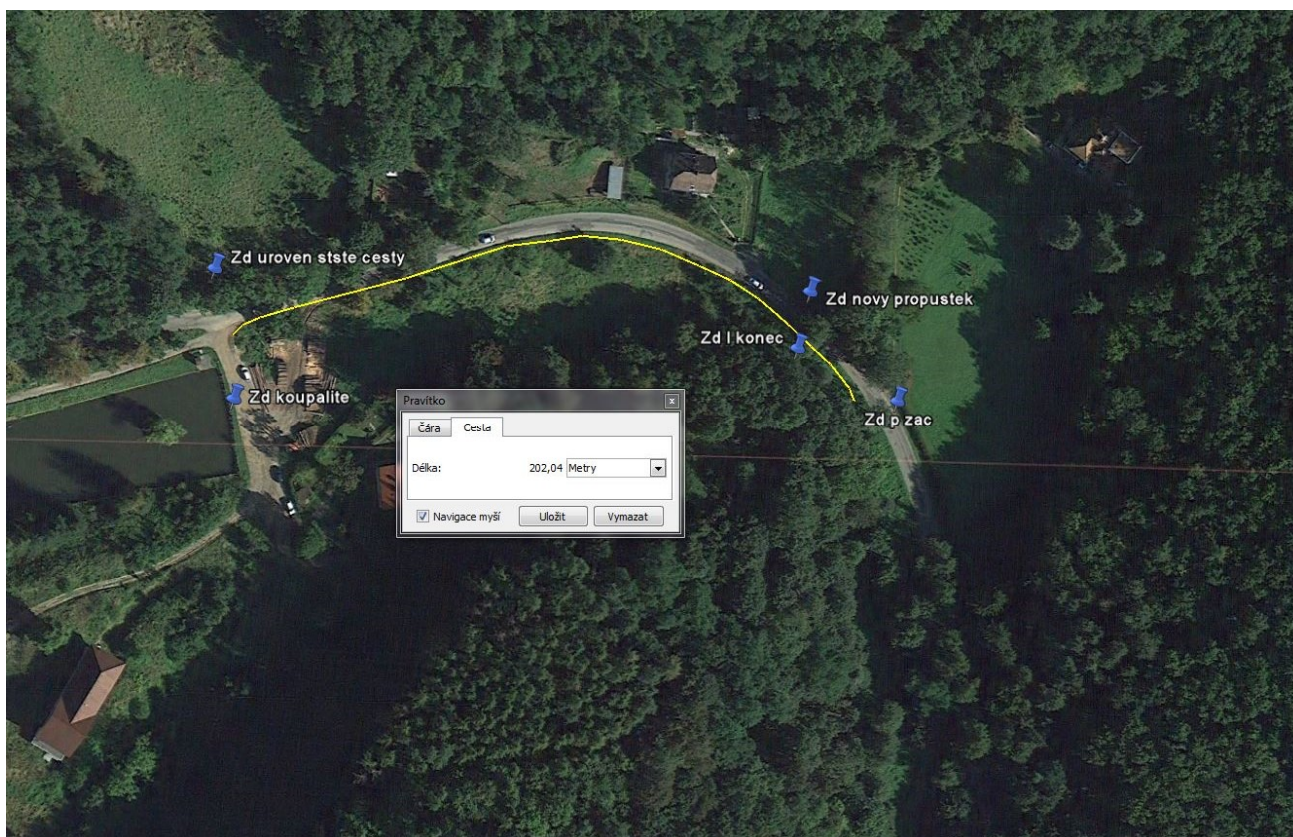 Zd uroven stste cesty
Zd novy propustek
Zd l konec
Zd koupalite
Zd p zac
Pravítko
Čára
Cesta
Délka:
202,04
Metry
Navigace myší
Uložit
Vymazat